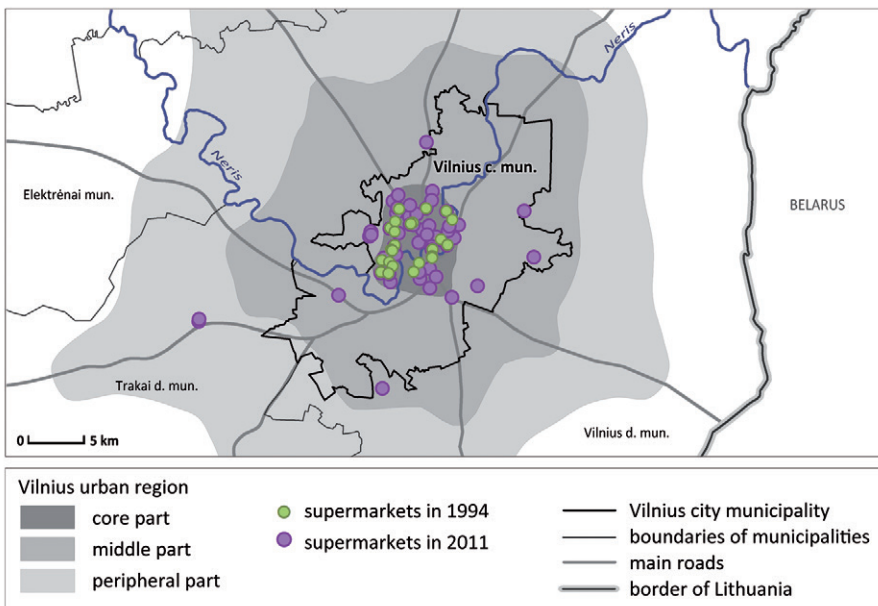 Neris
Neris
Vilnius c. mun.
Elektrėnai mun.
BELARUS
Trakai d. mun.
Vilnius d. mun.
0 5 km
Vilnius urban region
core part
middle part
peripheral part
supermarkets in 1994
supermarkets in 2011
Vilnius city municipality
boundaries of municipalities
main roads
border of Lithuania